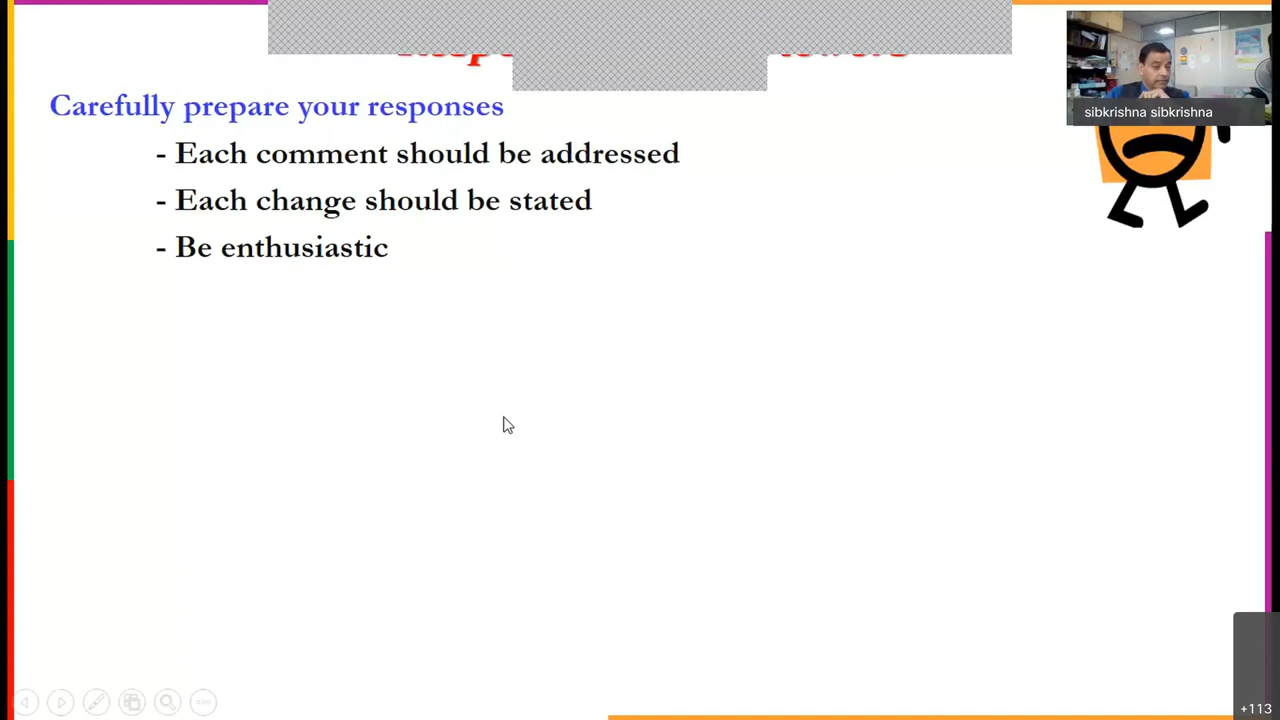 Carefully prepare your responses
- Each comment should be addressed
- Each change should be stated
- Be enthusiastic
sibkrishna sibkrishna
+113